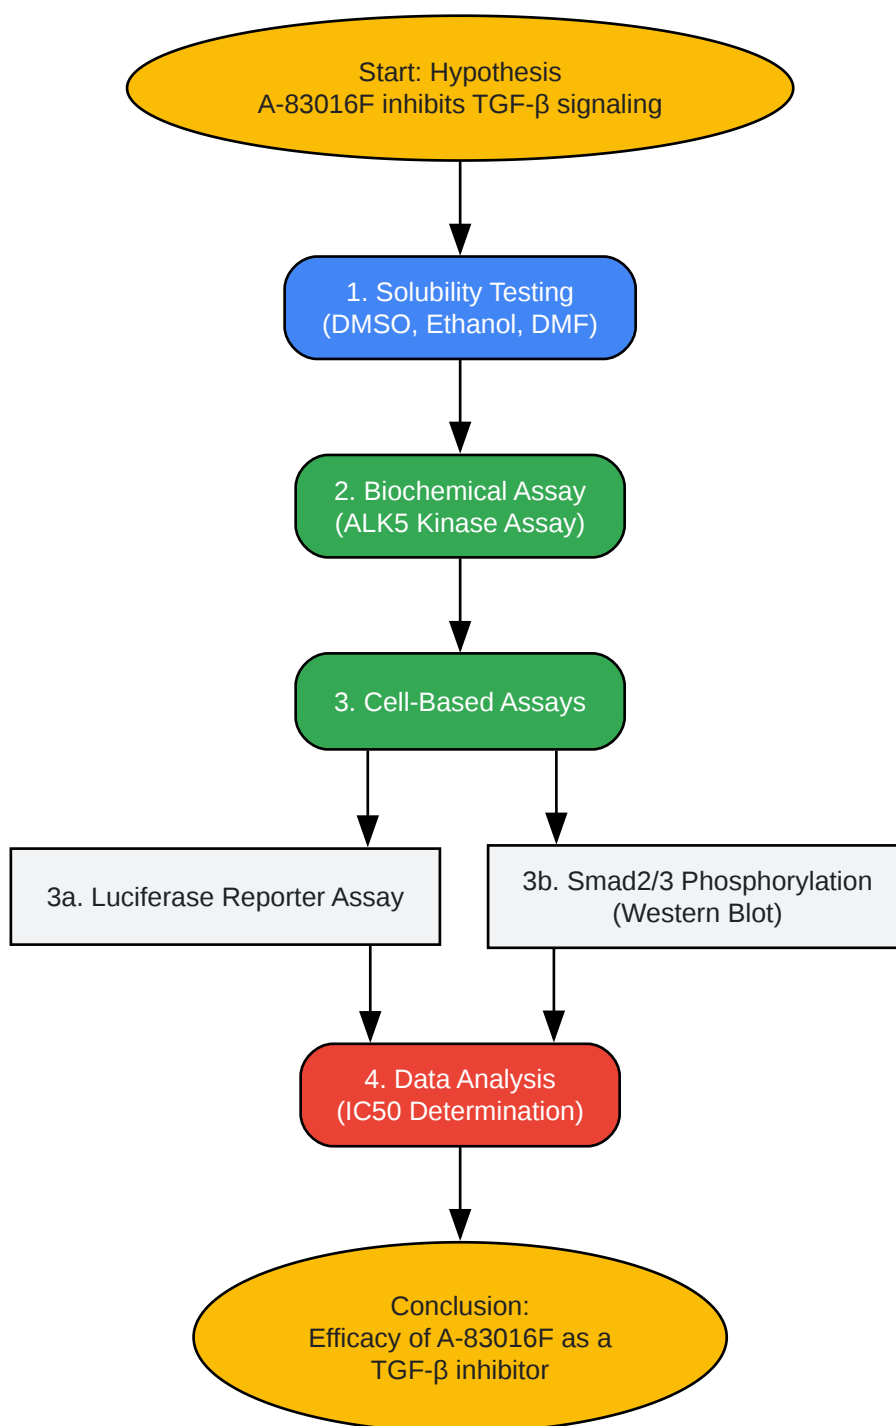 Start: Hypothesis
A-83016F inhibits TGF-β signaling
1. Solubility Testing
(DMSO, Ethanol, DMF)
2. Biochemical Assay
(ALK5 Kinase Assay)
3. Cell-Based Assays
3a. Luciferase Reporter Assay
3b. Smad2/3 Phosphorylation
(Western Blot)
4. Data Analysis
(IC50 Determination)
Conclusion:
Efficacy of A-83016F as a
TGF-β inhibitor